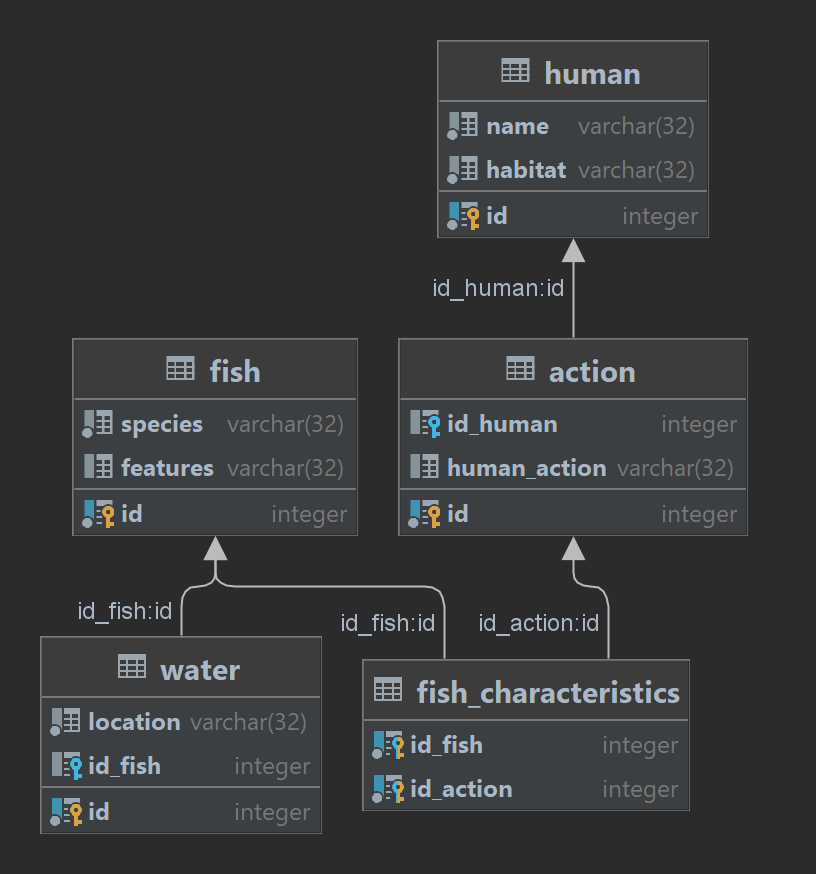 human
name varchar(32)
habitat varchar(32)
id integer
id_human:id
fish
species varchar(32)
features varchar(32)
id integer
action
id_human integer
human_action varchar(32)
id integer
id_fish:id
id_fish:id
id_action:id
water
location varchar(32)
id_fish integer
id integer
fish_characteristics
id_fish integer
id_action integer